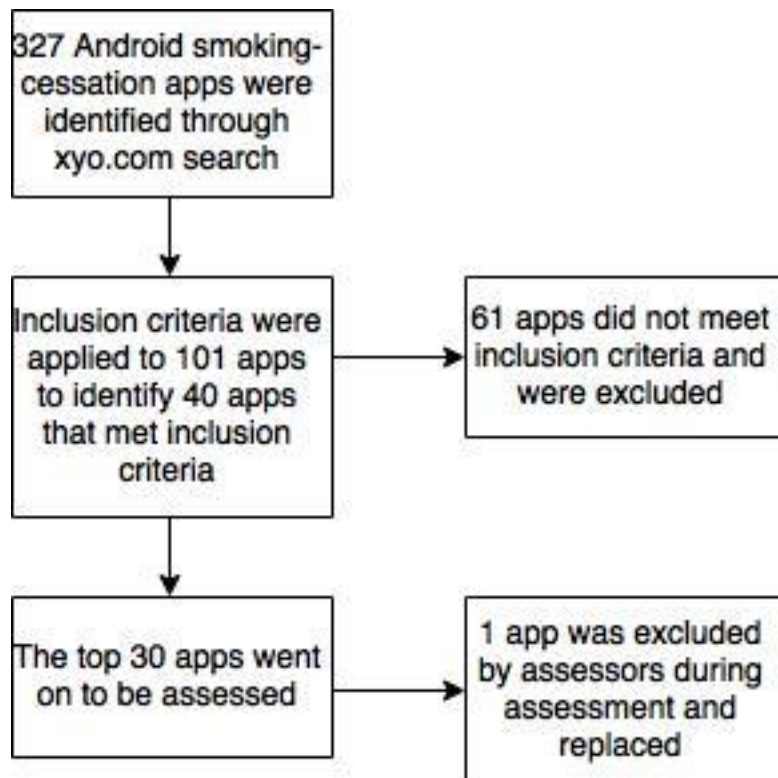 327 Android smoking-
cessation apps were
identified through
xyo.com search
Inclusion criteria were
applied to 101 apps
to identify 40 apps
that met inclusion
criteria
61 apps did not meet
inclusion criteria and
were excluded
The top 30 apps went
on to be assessed
1 app was excluded
by assessors during
assessment and
replaced